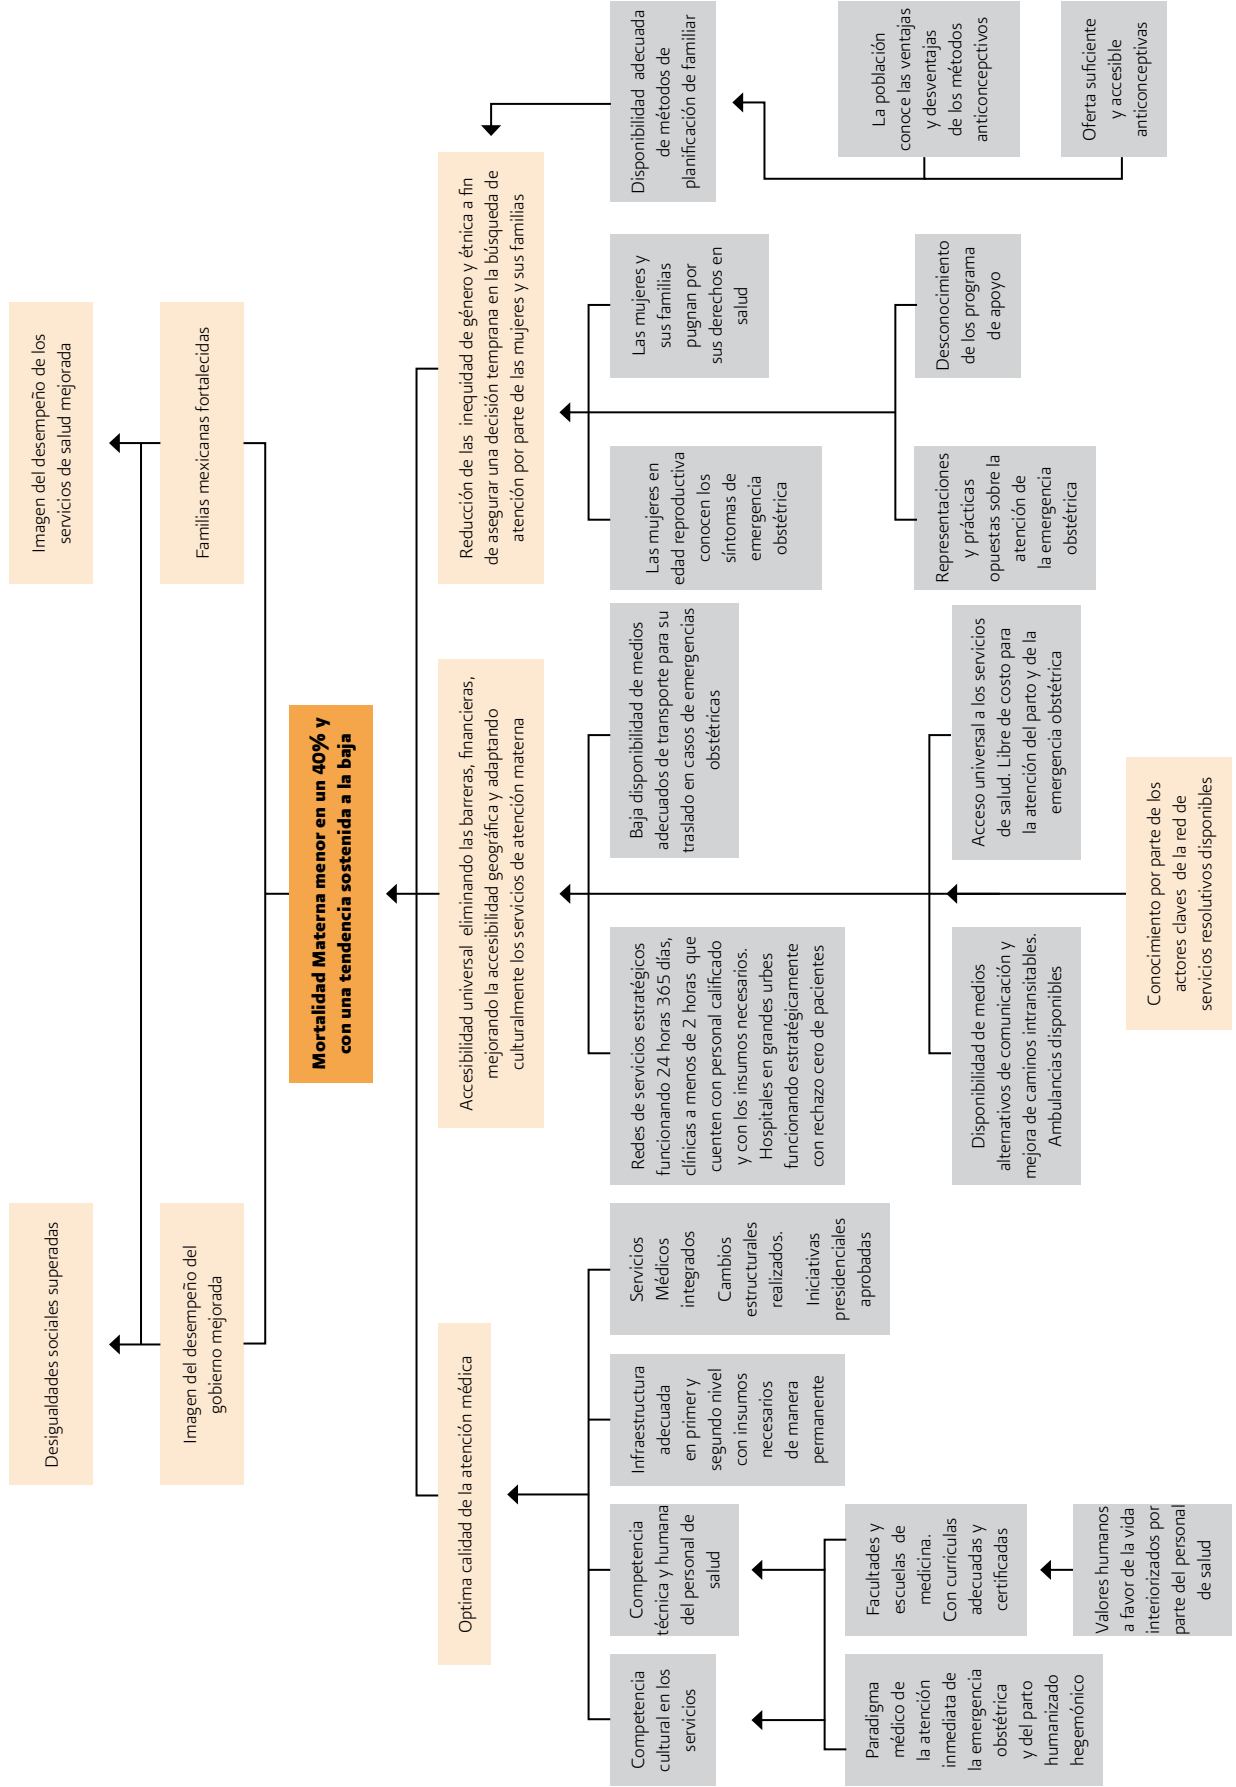 Desigualdades sociales superadas
Imagen del desempeño de los
servicios de salud mejorada
Imagen del desempeño del
gobierno mejorada
Familias mexicanas fortalecidas
Mortalidad Materna menor en un 40% y
con una tendencia sostenida a la baja
Optima calidad de la atención médica
Accesibilidad universal eliminando las barreras, financieras,
mejorando la accesibilidad geográfica y adaptando
culturalmente los servicios de atención materna
Reducción de las inequidad de género y étnica a fin
de asegurar una decisión temprana en la búsqueda de
atención por parte de las mujeres y sus familias
Competencia
cultural en los
servicios
Competencia
técnica y humana
del personal de
salud
Infraestructura
adecuada
en primer y
segundo nivel
con insumos
necesarios
de manera
permanente
Servicios
Médicos
integrados
Cambios
estructurales
realizados.
Iniciativas
presidenciales
aprobadas
Redes de servicios estratégicos
funcionando 24 horas 365 días,
clínicas a menos de 2 horas que
cuenten con personal calificado
y con los insumos necesarios.
Hospitales en grandes urbes
funcionando estratégicamente
con rechazo cero de pacientes
Baja disponibilidad de medios
adecuados de transporte para su
traslado en casos de emergencias
obstétricas
Las mujeres en
edad reproductiva
conocen los
síntomas de
emergencia
obstétrica
Las mujeres y
sus familias
pugnan por
sus derechos en
salud
Disponibilidad adecuada
de métodos de
planificación de familiar
Paradigma
médico de
la atención
inmediata de
la emergencia
obstétrica
y del parto
humanizado
hegemónico
Facultades y
escuelas de
medicina.
Con curriculas
adecuadas y
certificadas
Disponibilidad de medios
alternativos de comunicación y
mejora de caminos intransitables.
Ambulancias disponibles
Acceso universal a los servicios
de salud. Libre de costo para
la atención del parto y de la
emergencia obstétrica
Representaciones
y prácticas
opuestas sobre la
atención de
la emergencia
obstétrica
Desconocimiento
de los programa
de apoyo
La población
conoce las ventajas
y desventajas
de los métodos
anticoncepctivos
Valores humanos
a favor de la vida
interiorizados por
parte del personal
de salud
Conocimiento por parte de los
actores claves de la red de
servicios resolutivos disponibles
Oferta suficiente
y accesible
anticonceptivas